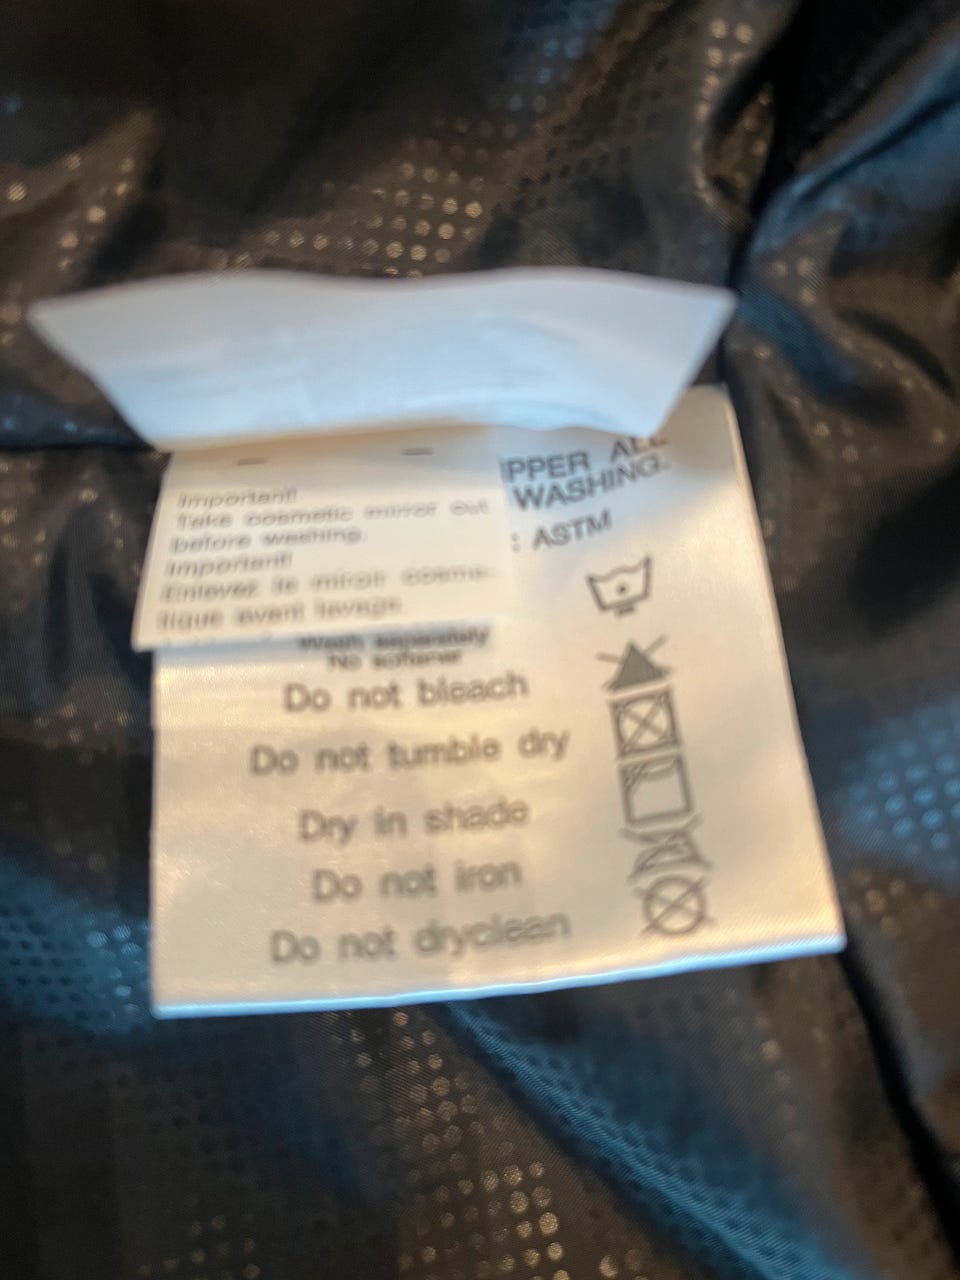 PPER ALL
WASHING.
: ASTM
Important!
Take cosmetic mirror out
before washing.
Important!
Enlevez le miroir cosme-
tique avant lavage.
Wash separately
No softener
Do not bleach
Do not tumble dry
Dry in shade
Do not iron
Do not dryclean